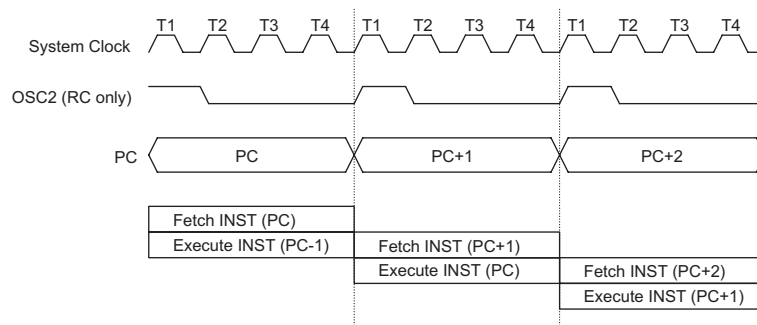 T1 T2 T3 T4 T1 T2 T3 T4 T1 T2 T3 T4
System Clock
OSC2 (RC only)
PC PC PC+1 PC+2
Fetch INST (PC)
Execute INST (PC-1) Fetch INST (PC+1)
Execute INST (PC) Fetch INST (PC+2)
Execute INST (PC+1)